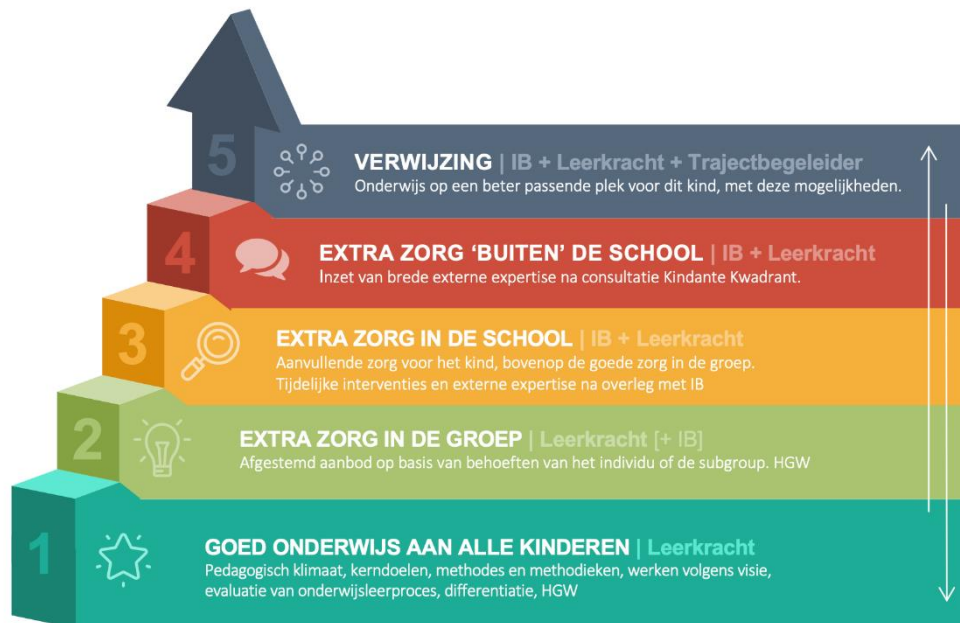 5
VERWIJZING | IB + Leerkracht + Trajectbegeleider
Onderwijs op een beter passende plek voor dit kind, met deze mogelijkheden.
4
EXTRA ZORG ‘BUITEN’ DE SCHOOL | IB + Leerkracht
Inzet van brede externe expertise na consultatie Kindante Kwadrant.
3
EXTRA ZORG IN DE SCHOOL | IB + Leerkracht
Aanvullende zorg voor het kind, bovenop de goede zorg in de groep.
Tijdelijke interventies en externe expertise na overleg met IB
2
EXTRA ZORG IN DE GROEP | Leerkracht [+ IB]
Afgestemd aanbod op basis van behoeften van het individu of de subgroup. HGW
1
GOED ONDERWIJS AAN ALLE KINDEREN | Leerkracht
Pedagogisch klimaat, kerndoelen, methodes en methodieken, werken volgens visie,
evaluatie van onderwijsleerproces, differentiatie, HGW